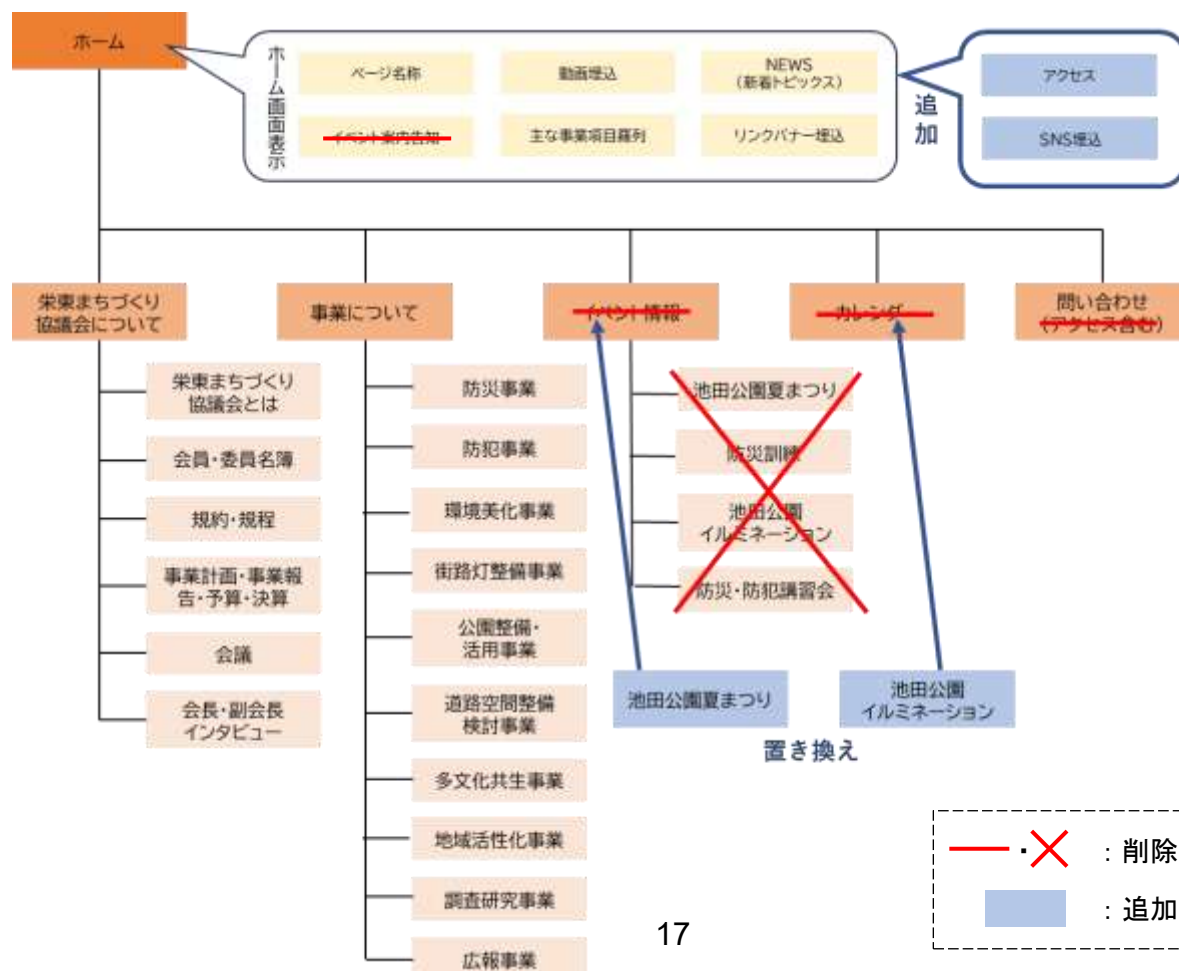 ホーム
ホーム画面表示
ページ名称
動画埋込
NEWS
(新着トピックス)
イベント案内告知
主な事業項目羅列
リンクバナー埋込
追加
アクセス
SNS埋込
栄東まちづくり
協議会について
事業について
イベント情報
カレンダー
問い合わせ
(アクセス含む)
栄東まちづくり
協議会とは
会員・委員名簿
規約・規程
事業計画・事業報
告・予算・決算
会議
会長・副会長
インタビュー
防災事業
防犯事業
環境美化事業
街路灯整備事業
公園整備・
活用事業
道路空間整備
検討事業
多文化共生事業
地域活性化事業
調査研究事業
広報事業
池田公園夏まつり
防災訓練
池田公園
イルミネーション
防災・防犯講習会
池田公園夏まつり
池田公園
イルミネーション
置き換え
・ :削除
:追加
17